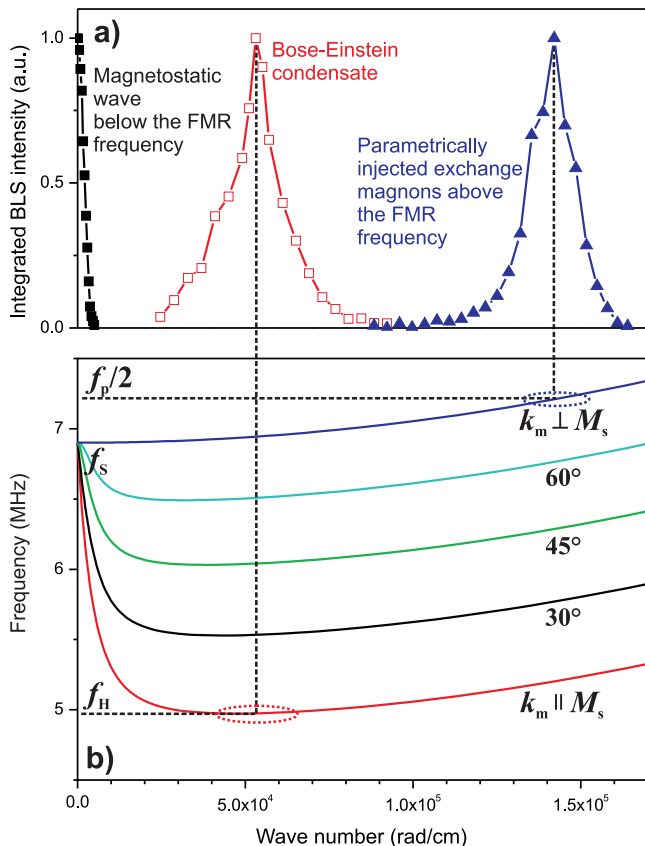 a)
Magnetostatic
wave
below the FMR
frequency
Bose-Einstein
condensate
Parametrically
injected exchange
magnons above
the FMR
frequency
Integrated BLS intensity (a.u.)
1.0
0.5
0.0
b)
fp/2
fS
fH
km ⊥ Ms
60°
45°
30°
km || Ms
Frequency (MHz)
7
6
5
0.0
5.0x10⁴
1.0x10⁵
1.5x10⁵
Wave number (rad/cm)